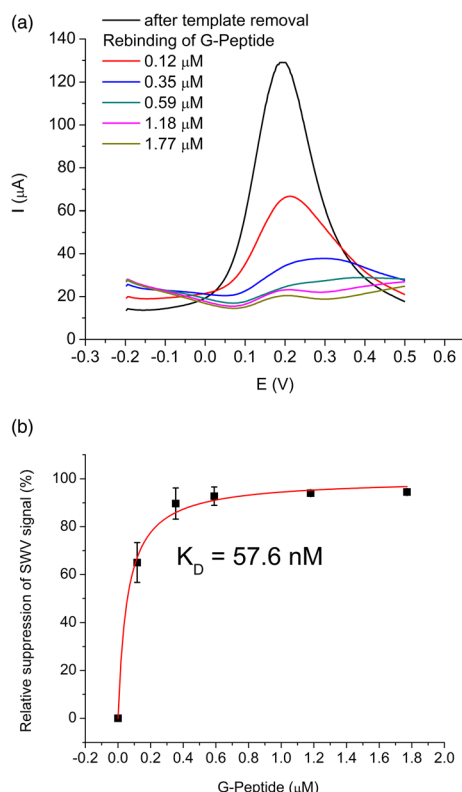 (a)
after template removal
Rebinding of G-Peptide
0.12 μM
0.35 μM
0.59 μM
1.18 μM
1.77 μM
140
120
100
80
60
40
20
0
I (μA)
-0.3 -0.2 -0.1 0.0 0.1 0.2 0.3 0.4 0.5 0.6
E (V)
(b)
100
80
60
40
20
0
Relative suppression of SWV signal (%)
K_D = 57.6 nM
-0.2 0.0 0.2 0.4 0.6 0.8 1.0 1.2 1.4 1.6 1.8 2.0
G-Peptide (μM)